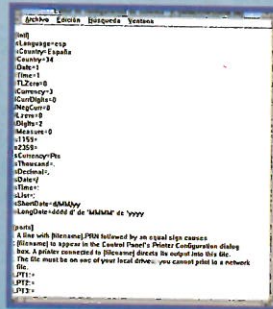 Archivo Edición Búsqueda Ventana
[intl]
sLanguage=esp
sCountry=España
iCountry=34
iDate=1
iTime=1
iTLZero=0
iCurrency=3
iCurrDigits=0
iNegCurr=0
iLzero=0
iDigits=2
iMeasure=0
s1159=
s2359=
sCurrency=Pts
sThousand=.
sDecimal=,
sDate=/
sTime=:
sList=;
sShortDate=d/MM/yy
sLongDate=dddd d' de 'MMMM' de 'yyyy
[ports]
; A line with [filename].PRN followed by an equal sign causes
; [filename] to appear in the Control Panel's Printer Configuration dialog
; box. A printer connected to [filename] directs its output into this file.
; The file must be on one of your local drives; you cannot print to a network
file.
LPT1:=
LPT2:=
LPT3:=